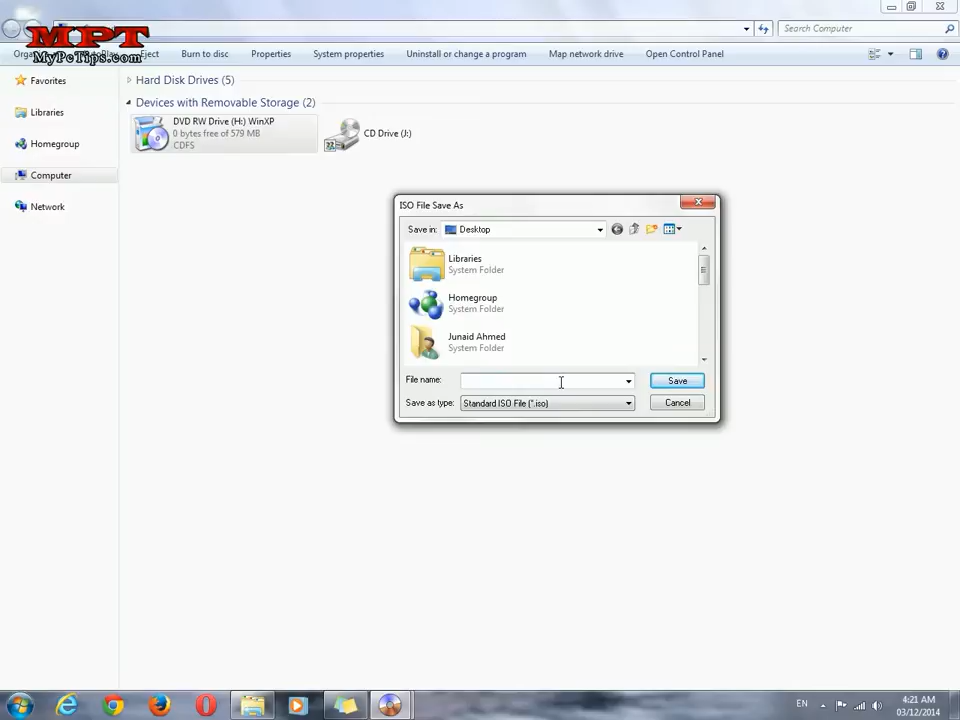 MPT
MyPcTips.com
Search Computer
Eject
Burn to disc
Properties
System properties
Uninstall or change a program
Map network drive
Open Control Panel
Favorites
Libraries
Homegroup
Computer
Network
Hard Disk Drives (5)
Devices with Removable Storage (2)
DVD RW Drive (H:) WinXP
0 bytes free of 579 MB
CDFS
CD Drive (J:)
ISO File Save As
Save in:
Desktop
Libraries
System Folder
Homegroup
System Folder
Junaid Ahmed
System Folder
File name:
Save
Save as type:
Standard ISO File (*.iso)
Cancel
EN
4:21 AM
03/12/2014